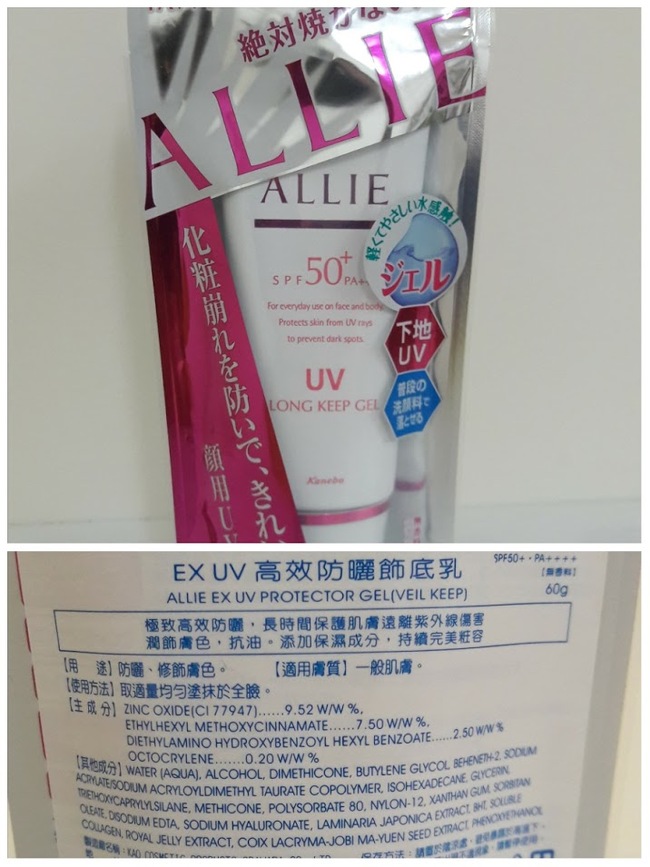 絶対焼かない
ALLIE
ALLIE
SPF50+ PA++
For everyday use on face and body.
Protects skin from UV rays
to prevent dark spots.
UV
LONG KEEP GEL
Kanebo
軽くてやさしい水感触!
ジェル
下地
UV
普段の
洗顔料で
落とせる
化粧崩れを防いで、きれい
顔用UV
EX UV 高效防曬飾底乳
SPF50+・PA++++
ALLIE EX UV PROTECTOR GEL(VEIL KEEP)
【無香料】
60g
極致高效防曬，長時間保護肌膚遠離紫外線傷害
潤飾膚色，抗油。添加保濕成分，持續完美粧容
【用 途】防曬、修飾膚色。 【適用膚質】一般肌膚。
【使用方法】取適量均勻塗抹於全臉。
【主成分】ZINC OXIDE(CI 77947)......9.52 W/W %,
ETHYLHEXYL METHOXYCINNAMATE......7.50 W/W %,
DIETHYLAMINO HYDROXYBENZOYL HEXYL BENZOATE......2.50 W/W %
OCTOCRYLENE.......0.20 W/W %
【其他成分】WATER (AQUA), ALCOHOL, DIMETHICONE, BUTYLENE GLYCOL, BEHENETH-2, SODIUM
ACRYLATE/SODIUM ACRYLOYLDIMETHYL TAURATE COPOLYMER, ISOHEXADECANE, GLYCERIN,
TRIETHOXYCAPRYLYLSILANE, METHICONE, POLYSORBATE 80, NYLON-12, XANTHAN GUM, SORBITAN
OLEATE, DISODIUM EDTA, SODIUM HYALURONATE, LAMINARIA JAPONICA EXTRACT, BHT, SOLUBLE
COLLAGEN, ROYAL JELLY EXTRACT, COIX LACRYMA-JOBI MA-YUEN SEED EXTRACT, PHENOXYETHANOL